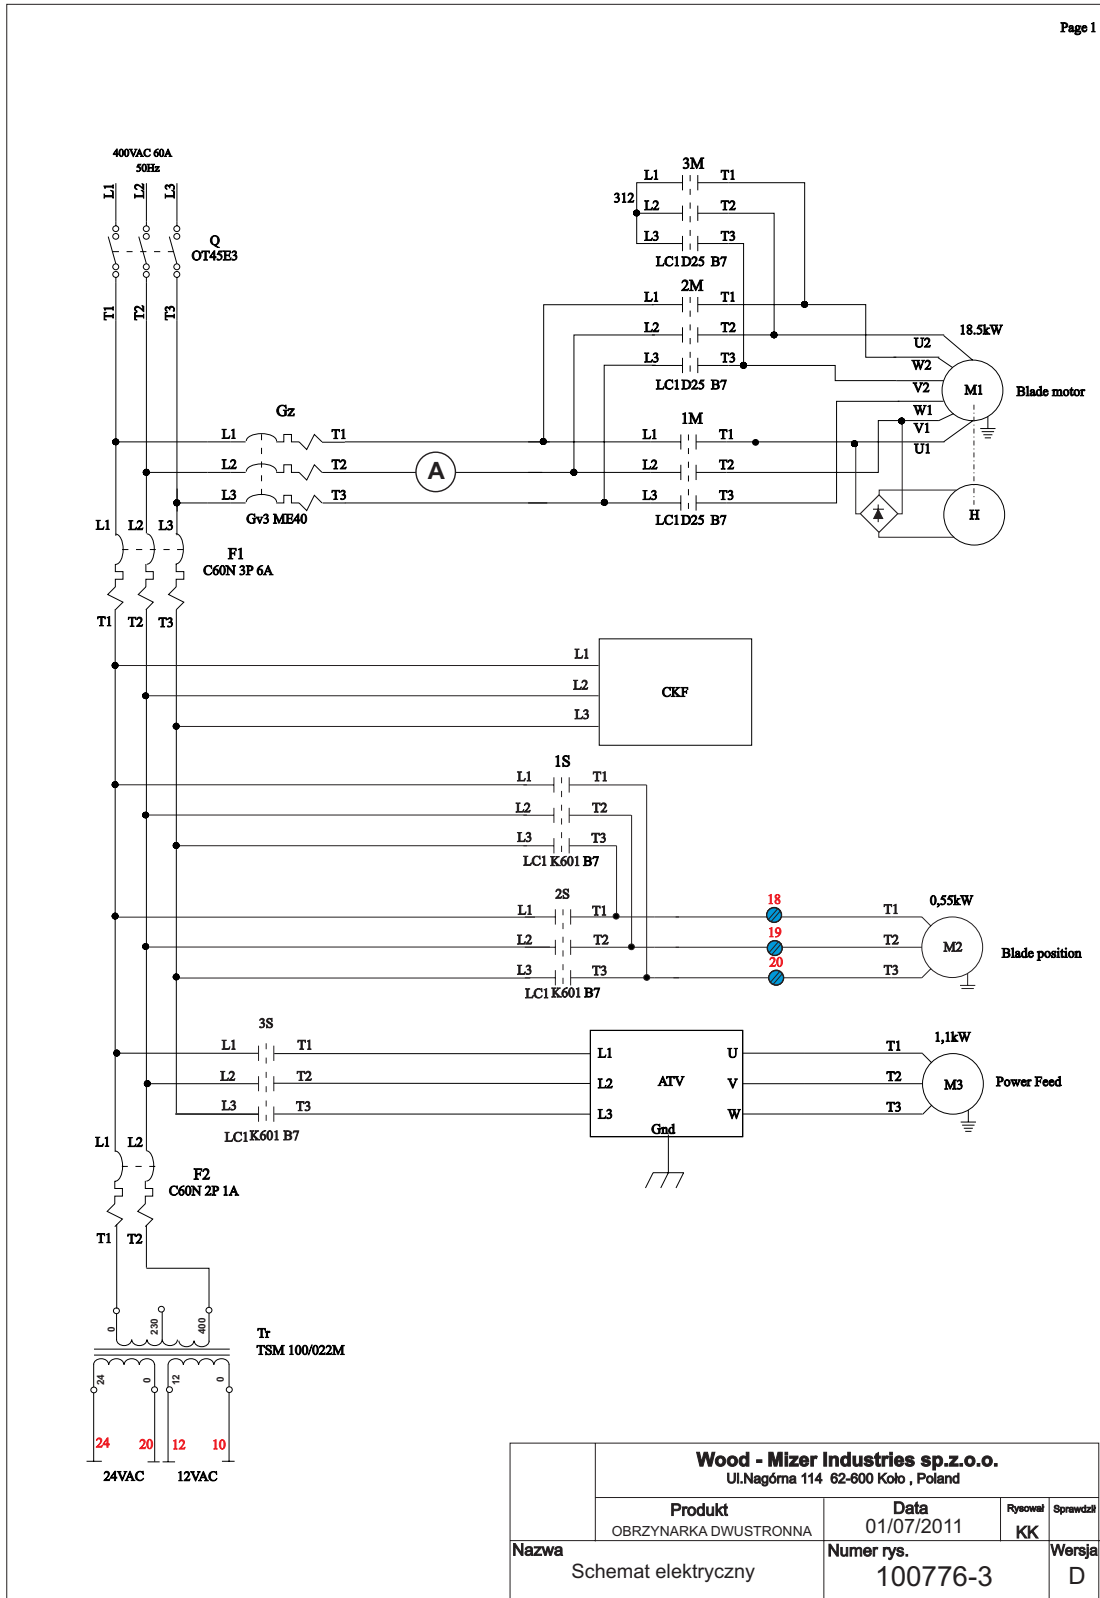 Page 1
400VAC 60A
50Hz
L1 L2 L3
Q
OT45E3
T1 T2 T3
3M
L1 T1
312
L2 T2
L3 T3
LC1D25 B7
2M
L1 T1
L2 T2
L3 T3
LC1D25 B7
18.5kW
U2
W2
V2
W1
V1
U1
M1
Blade motor
H
1M
L1 T1
L2 T2
L3 T3
LC1D25 B7
Gz
L1 T1
L2 T2
A
L3 T3
Gv3 ME40
L1 L2 L3
F1
C60N 3P 6A
T1 T2 T3
L1
L2
L3
CKF
1S
L1 T1
L2 T2
L3 T3
LC1 K601 B7
2S
L1 T1
L2 T2
L3 T3
LC1 K601 B7
18
19
20
0,55kW
T1
T2
T3
M2
Blade position
3S
L1 T1
L2 T2
L3 T3
LC1K601 B7
L1 U
L2 ATV V
L3 W
Gnd
1,1kW
T1
T2
T3
M3
Power Feed
L1 L2
F2
C60N 2P 1A
T1 T2
0 230 400
Tr
TSM 100/022M
24 0 12 0
24 20 12 10
24VAC 12VAC
Wood - Mizer Industries sp.z.o.o.
Ul.Nagórna 114 62-600 Koło , Poland
Produkt
OBRZYNARKA DWUSTRONNA
Data
01/07/2011
Rysował
KK
Sprawdził
Nazwa
Schemat elektryczny
Numer rys.
100776-3
Wersja
D